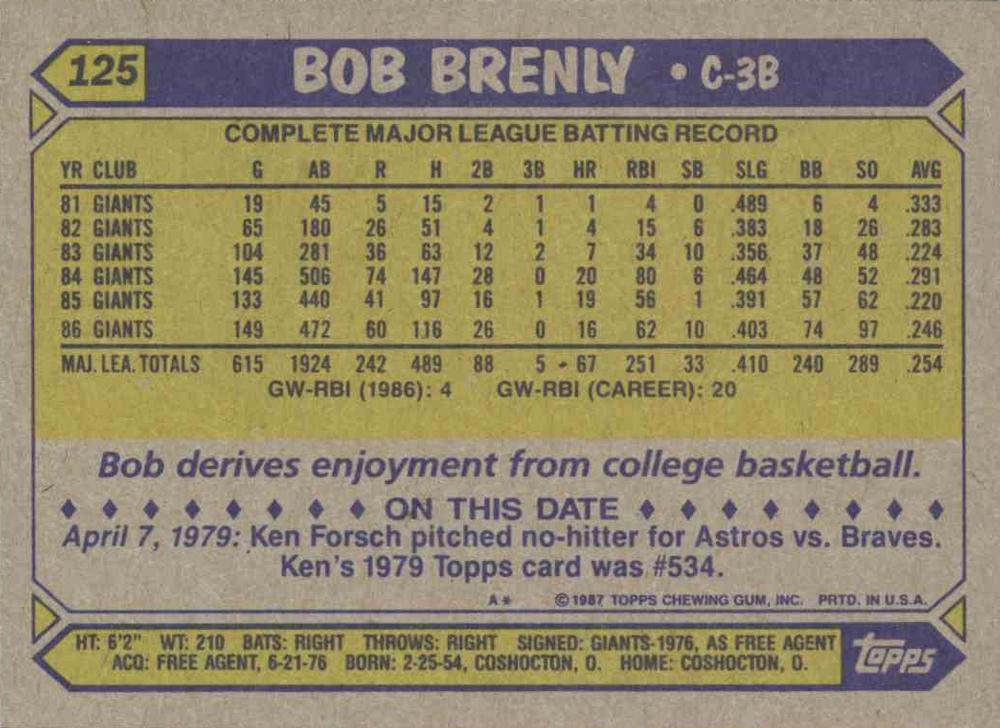 125 BOB BRENLY • C-3B
COMPLETE MAJOR LEAGUE BATTING RECORD
YR CLUB G AB R H 2B 3B HR RBI SB SLG BB SO AVG
81 GIANTS 19 45 5 15 2 1 1 4 0 .489 6 4 .333
82 GIANTS 65 180 26 51 4 1 4 15 6 .383 18 26 .283
83 GIANTS 104 281 36 63 12 2 7 34 10 .356 37 48 .224
84 GIANTS 145 506 74 147 28 0 20 80 6 .464 48 52 .291
85 GIANTS 133 440 41 97 16 1 19 56 1 .391 57 62 .220
86 GIANTS 149 472 60 116 26 0 16 62 10 .403 74 97 .246
MAJ. LEA. TOTALS 615 1924 242 489 88 5 67 251 33 .410 240 289 .254
GW-RBI (1986): 4 GW-RBI (CAREER): 20
Bob derives enjoyment from college basketball.
♦ ♦ ♦ ♦ ♦ ♦ ♦ ♦ ON THIS DATE ♦ ♦ ♦ ♦ ♦ ♦ ♦ ♦
April 7, 1979: Ken Forsch pitched no-hitter for Astros vs. Braves.
Ken's 1979 Topps card was #534.
A* © 1987 TOPPS CHEWING GUM, INC. PRTD. IN U.S.A.
HT: 6'2" WT: 210 BATS: RIGHT THROWS: RIGHT SIGNED: GIANTS-1976, AS FREE AGENT
ACQ: FREE AGENT, 6-21-76 BORN: 2-25-54, COSHOCTON, O. HOME: COSHOCTON, O.
topps